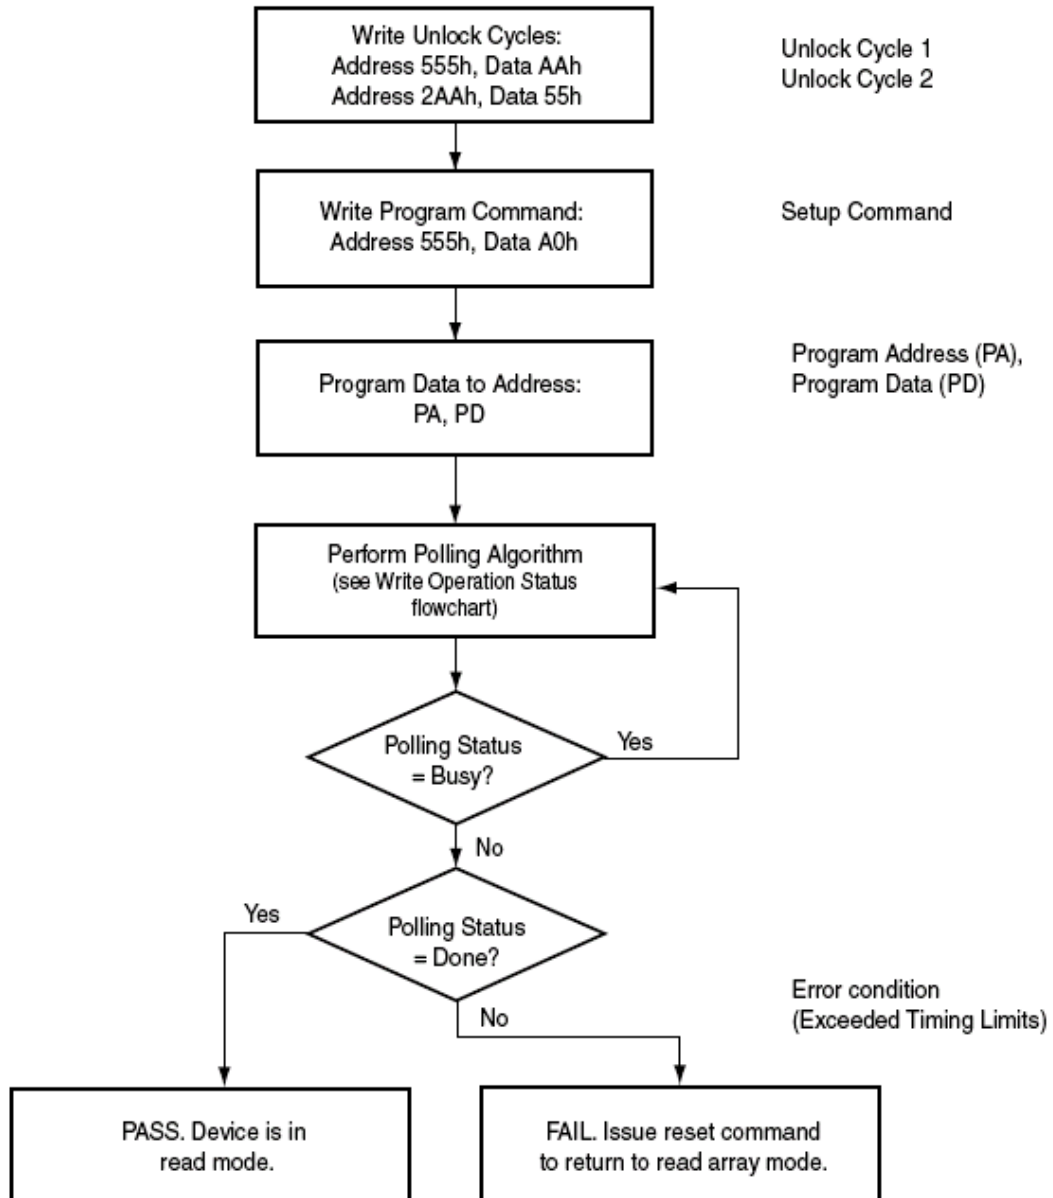 Write Unlock Cycles:
Address 555h, Data AAh
Address 2AAh, Data 55h
Unlock Cycle 1
Unlock Cycle 2
Write Program Command:
Address 555h, Data A0h
Setup Command
Program Data to Address:
PA, PD
Program Address (PA),
Program Data (PD)
Perform Polling Algorithm
(see Write Operation Status
flowchart)
Polling Status
= Busy?
Yes
No
Polling Status
= Done?
Yes
No
Error condition
(Exceeded Timing Limits)
PASS. Device is in
read mode.
FAIL. Issue reset command
to return to read array mode.